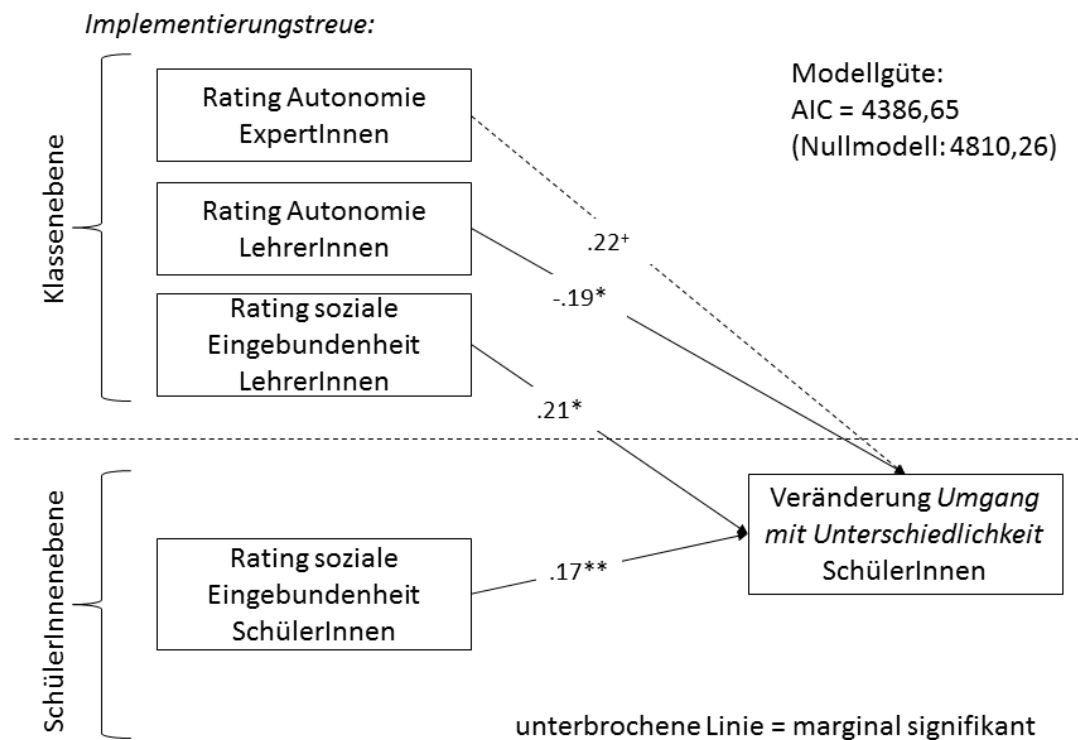 Implementierungstreue:
Klassenebene
Rating Autonomie
ExpertInnen
Rating Autonomie
LehrerInnen
Rating soziale
Eingebundenheit
LehrerInnen
Modellgüte:
AIC = 4386,65
(Nullmodell: 4810,26)
.22⁺
-.19*
.21*
SchülerInnenebene
Rating soziale
Eingebundenheit
SchülerInnen
.17**
Veränderung Umgang
mit Unterschiedlichkeit
SchülerInnen
unterbrochene Linie = marginal signifikant